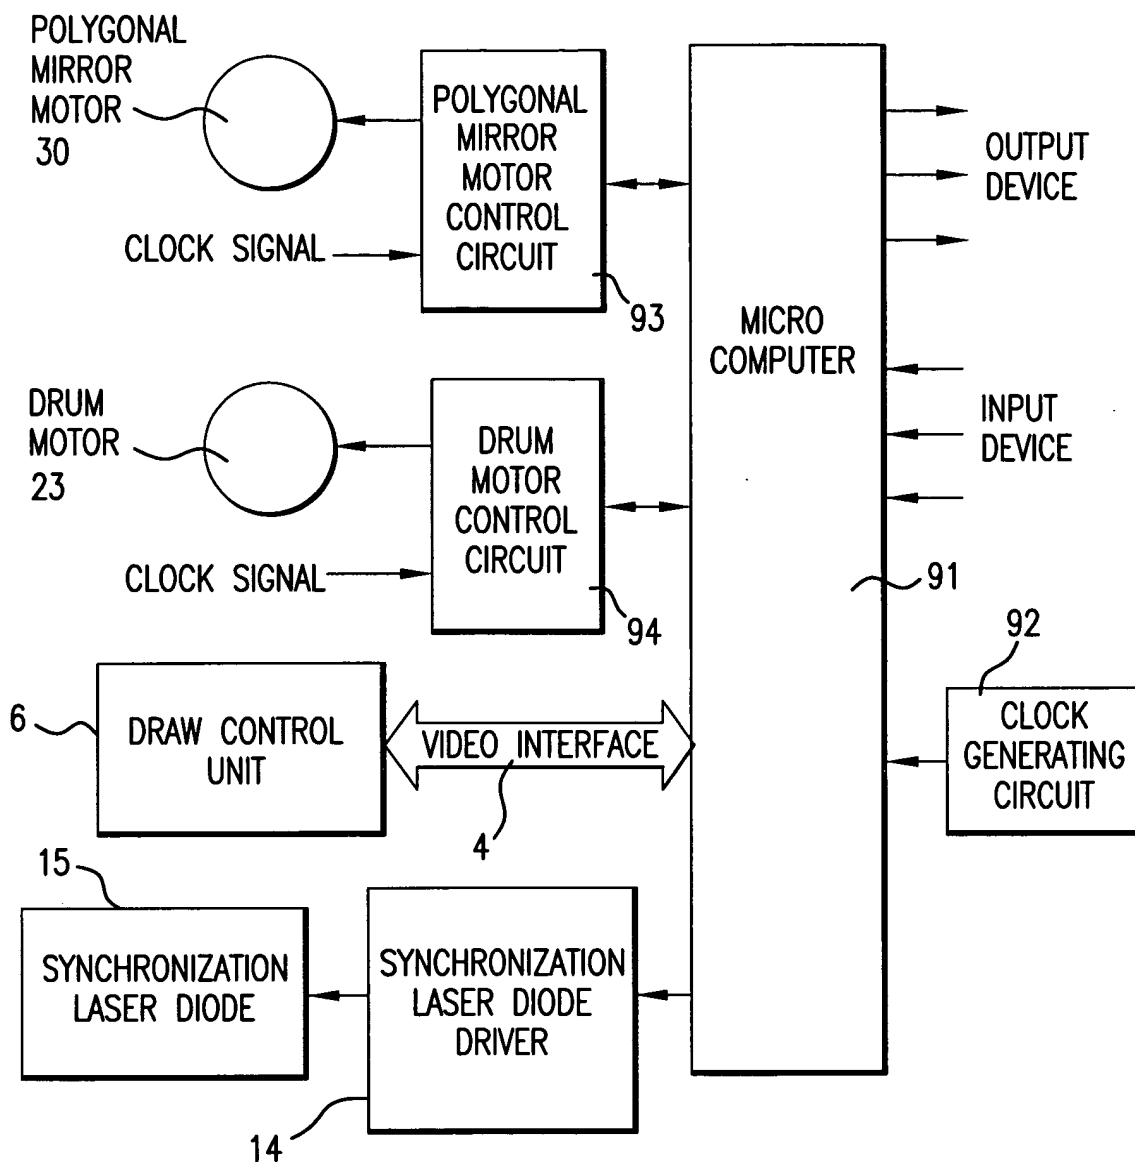 POLYGONAL
MIRROR
MOTOR
30
POLYGONAL
MIRROR
MOTOR
CONTROL
CIRCUIT
93
CLOCK SIGNAL
OUTPUT
DEVICE
MICRO
COMPUTER
DRUM
MOTOR
23
DRUM
MOTOR
CONTROL
CIRCUIT
94
CLOCK SIGNAL
INPUT
DEVICE
91
92
CLOCK
GENERATING
CIRCUIT
6
DRAW CONTROL
UNIT
VIDEO INTERFACE
4
15
SYNCHRONIZATION
LASER DIODE
SYNCHRONIZATION
LASER DIODE
DRIVER
14